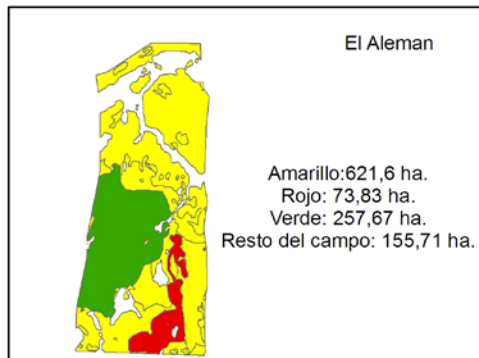 El Aleman
Amarillo:621,6 ha.
Rojo: 73,83 ha.
Verde: 257,67 ha.
Resto del campo: 155,71 ha.